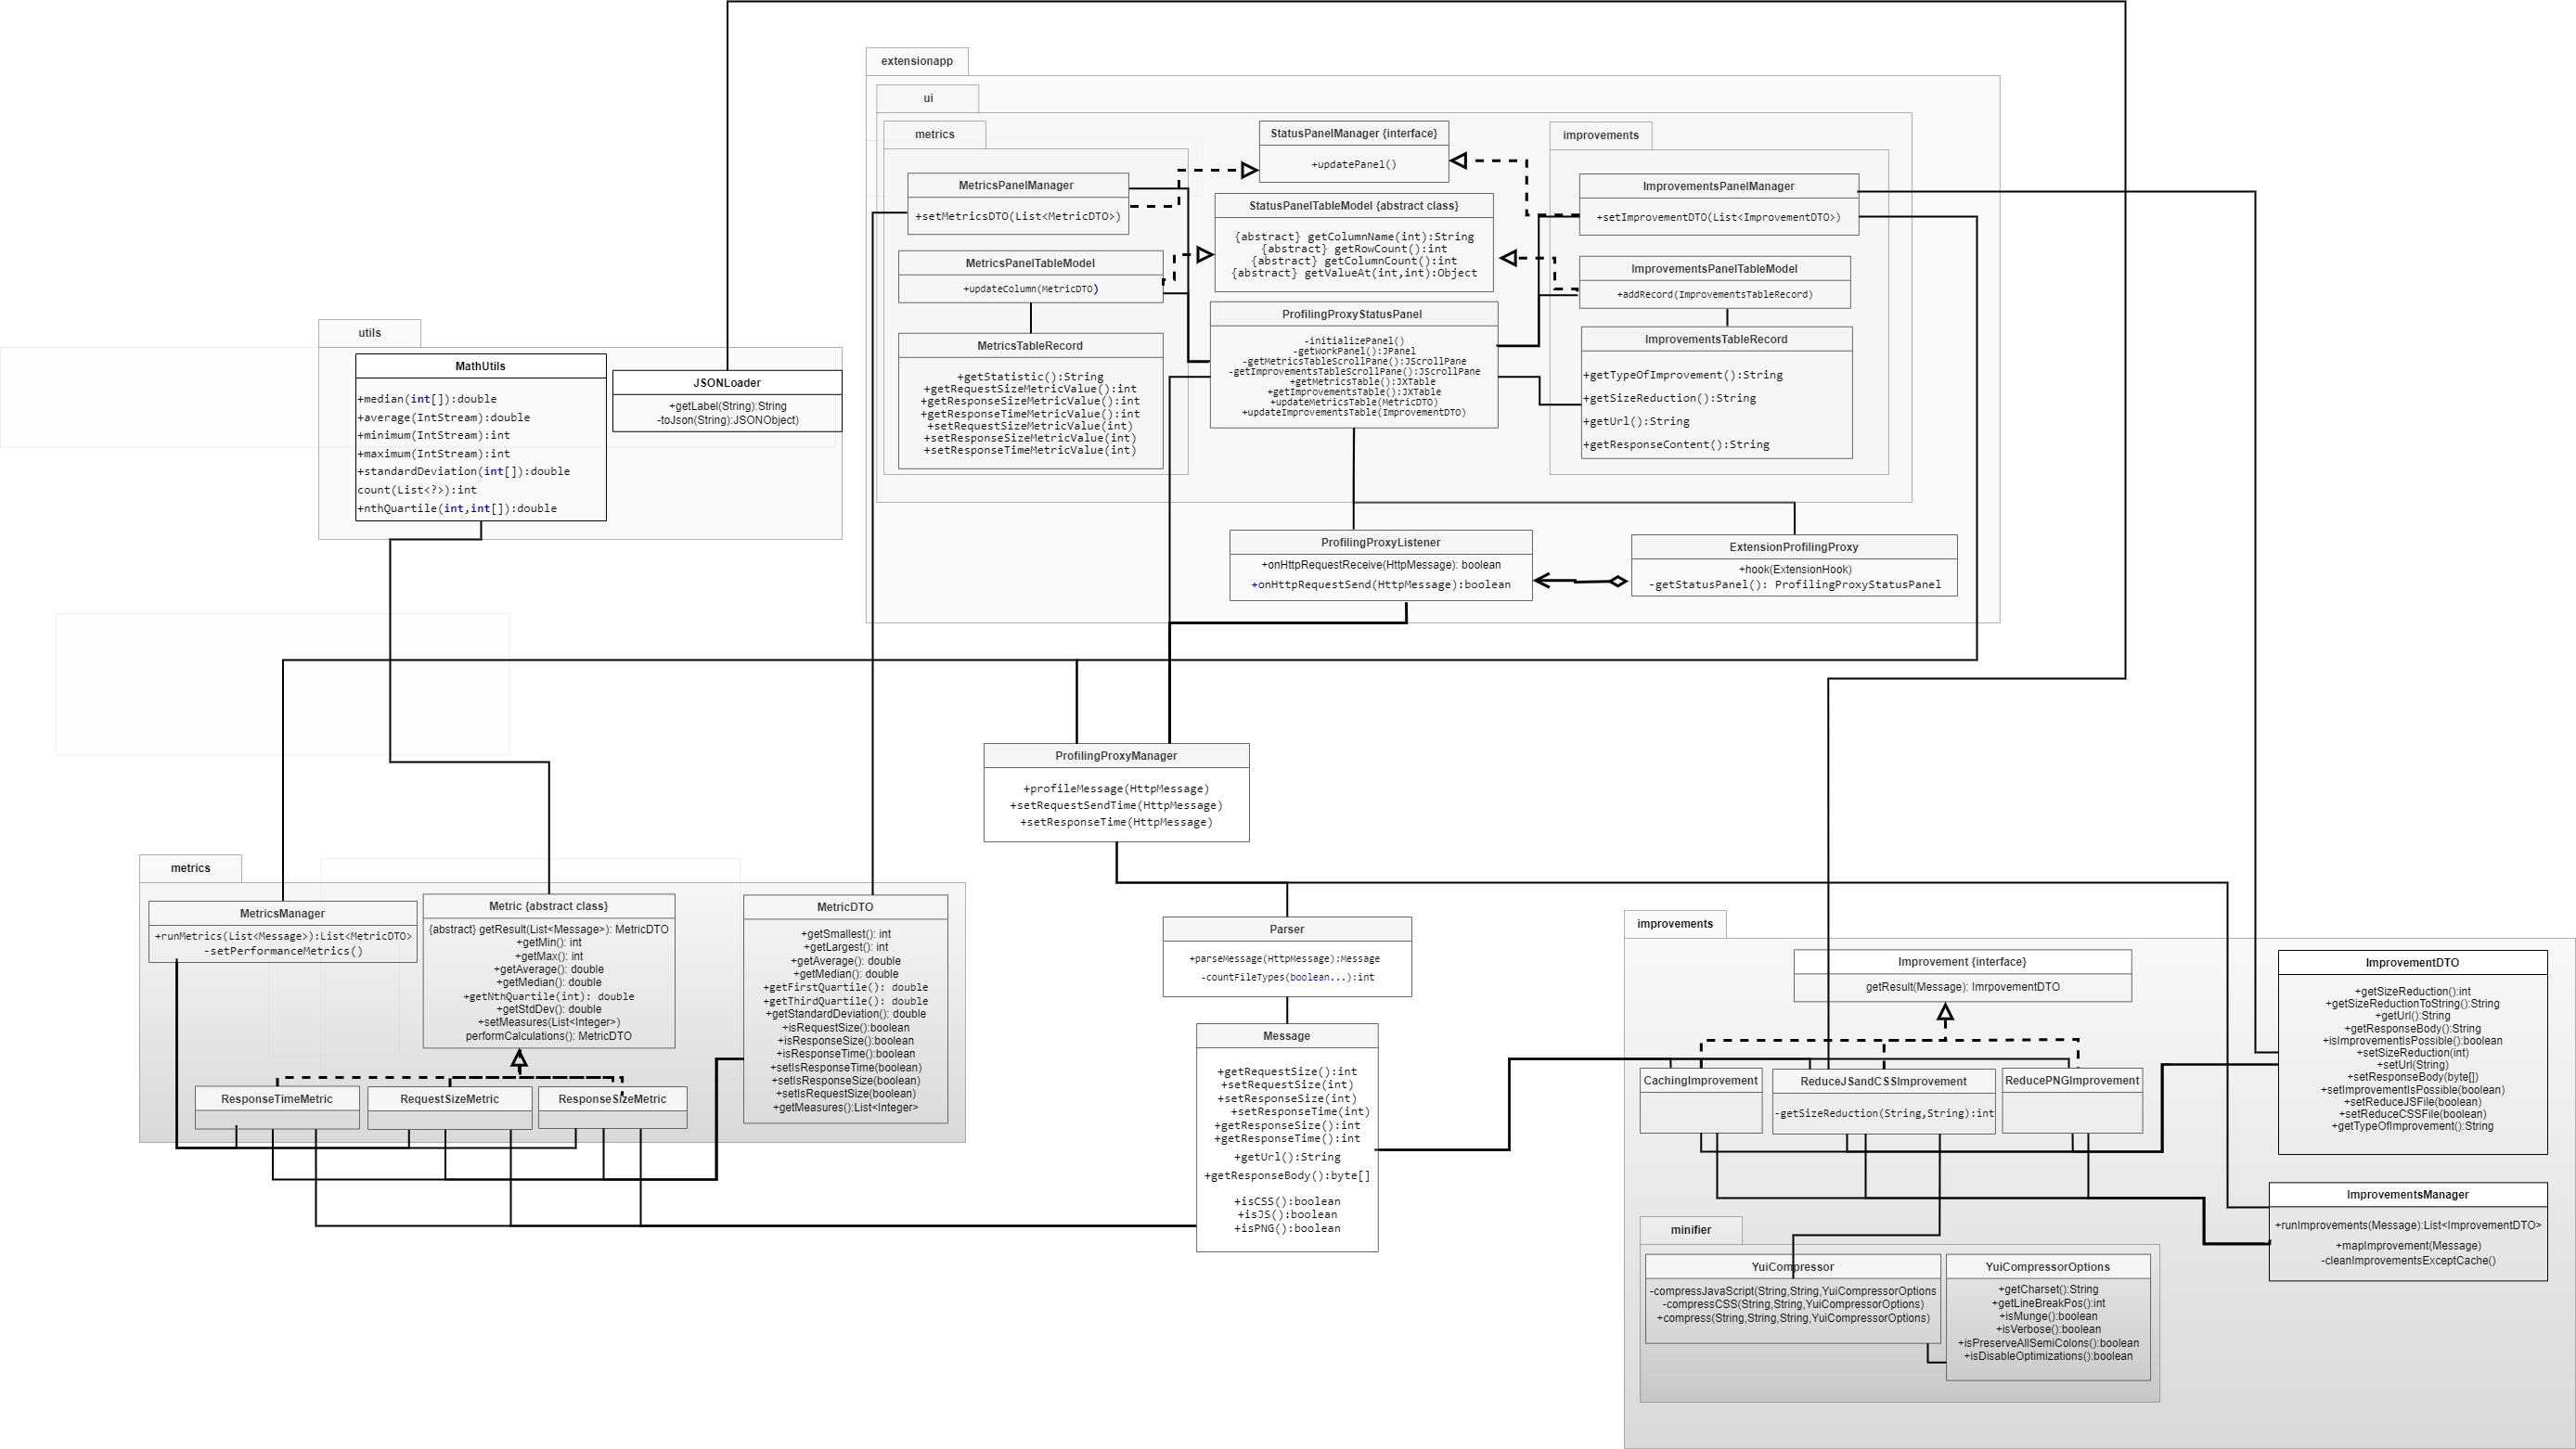 extensionapp
ui
metrics
MetricsPanelManager
+setMetricsDTO(List<MetricDTO>)
MetricsPanelTableModel
+updateColumn(MetricDTO)
MetricsTableRecord
+getStatistic():String
+getRequestSizeMetricValue():int
+getResponseSizeMetricValue():int
+getResponseTimeMetricValue():int
+setRequestSizeMetricValue(int)
+setResponseSizeMetricValue(int)
+setResponseTimeMetricValue(int)
StatusPanelManager {interface}
+updatePanel()
StatusPanelTableModel {abstract class}
{abstract} getColumnName(int):String
{abstract} getRowCount():int
{abstract} getColumnCount():int
{abstract} getValueAt(int,int):Object
ProfilingProxyStatusPanel
-initializePanel()
-getWorkPanel():JPanel
-getMetricsTableScrollPane():JScrollPane
-getImprovementsTableScrollPane():JScrollPane
+getMetricsTable():JXTable
+getImprovementsTable():JXTable
+updateMetricsTable(MetricDTO)
+updateImprovementsTable(ImprovementDTO)
improvements
ImprovementsPanelManager
+setImprovementDTO(List<ImprovementDTO>)
ImprovementsPanelTableModel
+addRecord(ImprovementsTableRecord)
ImprovementsTableRecord
+getTypeOfImprovement():String
+getSizeReduction():String
+getUrl():String
+getResponseContent():String
ProfilingProxyListener
+onHttpRequestReceive(HttpMessage): boolean
+onHttpRequestSend(HttpMessage):boolean
ExtensionProfilingProxy
+hook(ExtensionHook)
-getStatusPanel(): ProfilingProxyStatusPanel
utils
MathUtils
+median(int[]):double
+average(IntStream):double
+minimum(IntStream):int
+maximum(IntStream):int
+standardDeviation(int[]):double
count(List<?>):int
+nthQuartile(int,int[]):double
JSONLoader
+getLabel(String):String
-toJson(String):JSONObject)
ProfilingProxyManager
+profileMessage(HttpMessage)
+setRequestSendTime(HttpMessage)
+setResponseTime(HttpMessage)
metrics
MetricsManager
+runMetrics(List<Message>):List<MetricDTO>
-setPerformanceMetrics()
Metric {abstract class}
{abstract} getResult(List<Message>): MetricDTO
+getMin(): int
+getMax(): int
+getAverage(): double
+getMedian(): double
+getNthQuartile(int): double
+getStdDev(): double
+setMeasures(List<Integer>)
performCalculations(): MetricDTO
MetricDTO
+getSmallest(): int
+getLargest(): int
+getAverage(): double
+getMedian(): double
+getFirstQuartile(): double
+getThirdQuartile(): double
+getStandardDeviation(): double
+isRequestSize():boolean
+isResponseSize():boolean
+isResponseTime():boolean
+setIsResponseTime(boolean)
+setIsResponseSize(boolean)
+setIsRequestSize(boolean)
+getMeasures():List<Integer>
ResponseTimeMetric
RequestSizeMetric
ResponseSizeMetric
Parser
+parseMessage(HttpMessage):Message
-countFileTypes(boolean...):int
Message
+getRequestSize():int
+setRequestSize(int)
+setResponseSize(int)
+setResponseTime(int)
+getResponseSize():int
+getResponseTime():int
+getUrl():String
+getResponseBody():byte[]
+isCSS():boolean
+isJS():boolean
+isPNG():boolean
improvements
Improvement {interface}
getResult(Message): ImrpovementDTO
CachingImprovement
ReduceJSandCSSImprovement
-getSizeReduction(String,String):int
ReducePNGImprovement
ImprovementDTO
+getSizeReduction():int
+getSizeReductionToString():String
+getUrl():String
+getResponseBody():String
+isImprovementIsPossible():boolean
+setSizeReduction(int)
+setUrl(String)
+setResponseBody(byte[])
+setImprovementIsPossible(boolean)
+setReduceJSFile(boolean)
+setReduceCSSFile(boolean)
+getTypeOfImprovement():String
ImprovementsManager
+runImprovements(Message):List<ImprovementDTO>
+mapImprovement(Message)
-cleanImprovementsExceptCache()
minifier
YuiCompressor
-compressJavaScript(String,String,YuiCompressorOptions
-compressCSS(String,String,YuiCompressorOptions)
+compress(String,String,String,YuiCompressorOptions)
YuiCompressorOptions
+getCharset():String
+getLineBreakPos():int
+isMunge():boolean
+isVerbose():boolean
+isPreserveAllSemiColons():boolean
+isDisableOptimizations():boolean